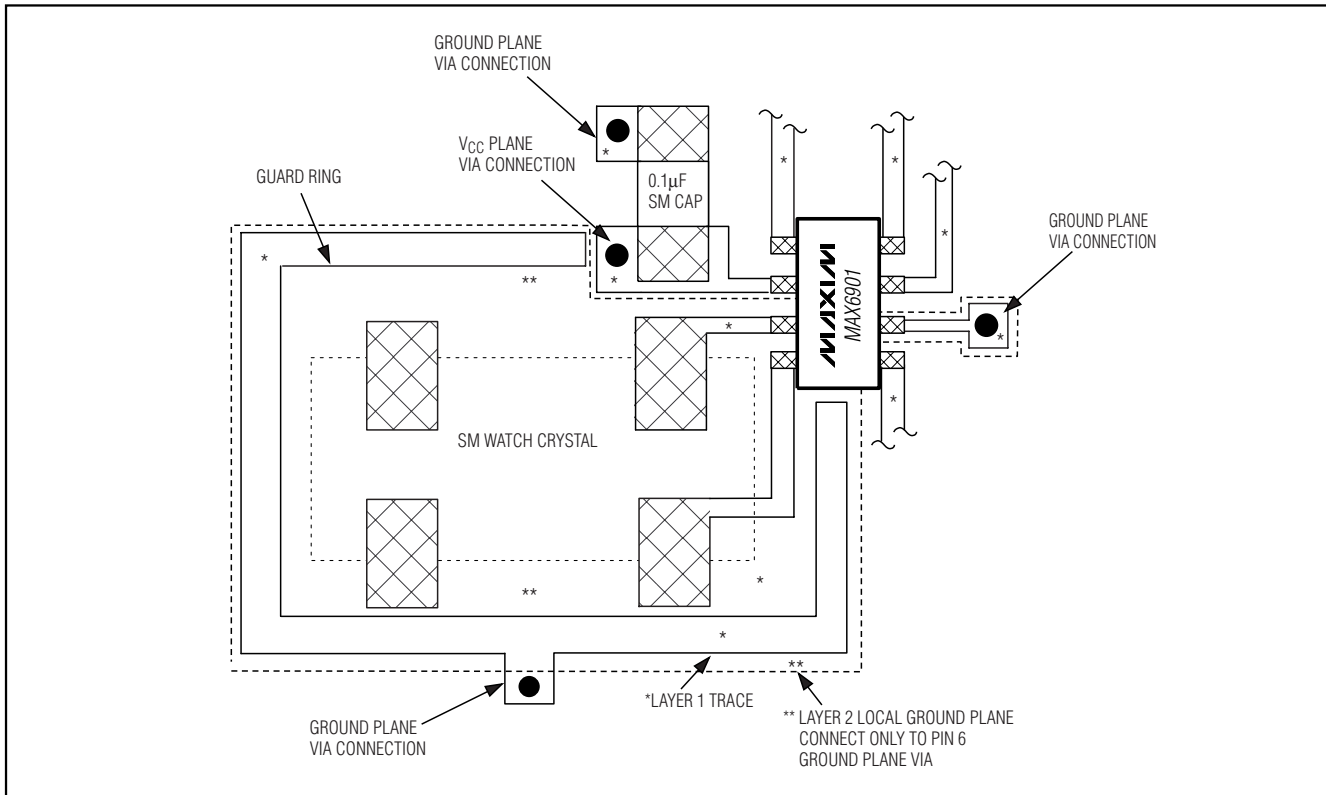 GROUND PLANE
VIA CONNECTION
VCC PLANE
VIA CONNECTION
GUARD RING
0.1µF
SM CAP
*
*
*
*
*
*
*
**
MAXIM
MAX6901
GROUND PLANE
VIA CONNECTION
*
*
*
SM WATCH CRYSTAL
**
*
*
**
*LAYER 1 TRACE
** LAYER 2 LOCAL GROUND PLANE
CONNECT ONLY TO PIN 6
GROUND PLANE VIA
GROUND PLANE
VIA CONNECTION